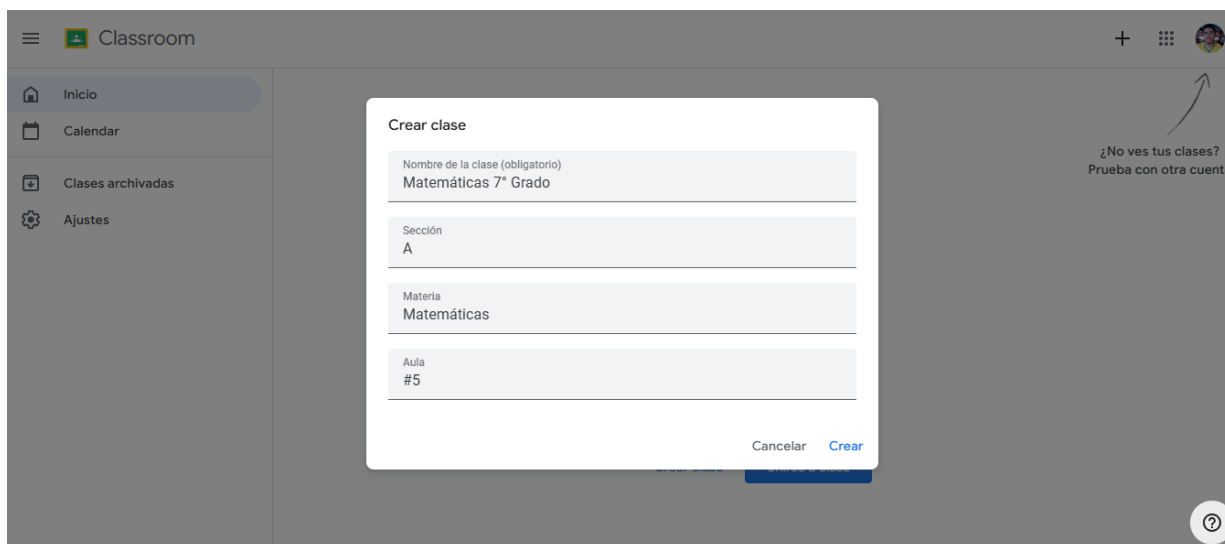 Classroom
Inicio
Calendar
Clases archivadas
Ajustes
¿No ves tus clases?
Prueba con otra cuent
Crear clase
Nombre de la clase (obligatorio)
Matemáticas 7° Grado
Sección
A
Materia
Matemáticas
Aula
#5
Cancelar Crear